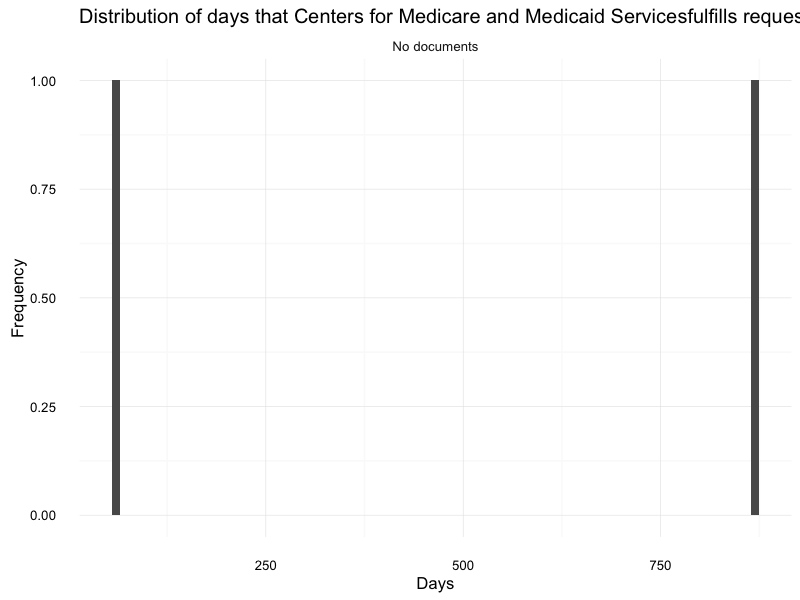 Distribution of days that Centers for Medicare and Medicaid Servicesfulfills reques
No documents
1.00
0.75
0.50
0.25
0.00
Frequency
250 500 750
Days